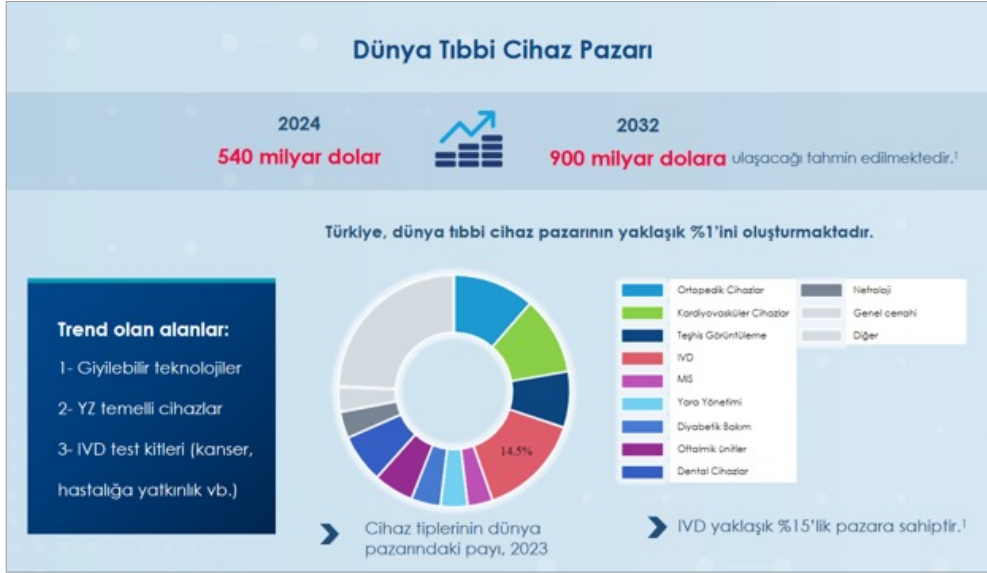 Dünya Tıbbi Cihaz Pazarı
2024
540 milyar dolar
2032
900 milyar dolara ulaşacağı tahmin edilmektedir.¹
Türkiye, dünya tıbbi cihaz pazarının yaklaşık %1'ini oluşturmaktadır.
Trend olan alanlar:
1- Giyilebilir teknolojiler
2- YZ temelli cihazlar
3- IVD test kitleri (kanser,
hastalığa yatkınlık vb.)
14.5%
Cihaz tiplerinin dünya
pazarındaki payı, 2023
Ortopedik Cihazlar
Kardiyovasküler Cihazlar
Teşhis Görüntüleme
IVD
MIS
Yara Yönetimi
Diyabetik Bakım
Oftalmik üniteler
Dental Cihazlar
Nefroloji
Genel cerrahi
Diğer
IVD yaklaşık %15'lik pazara sahiptir.¹